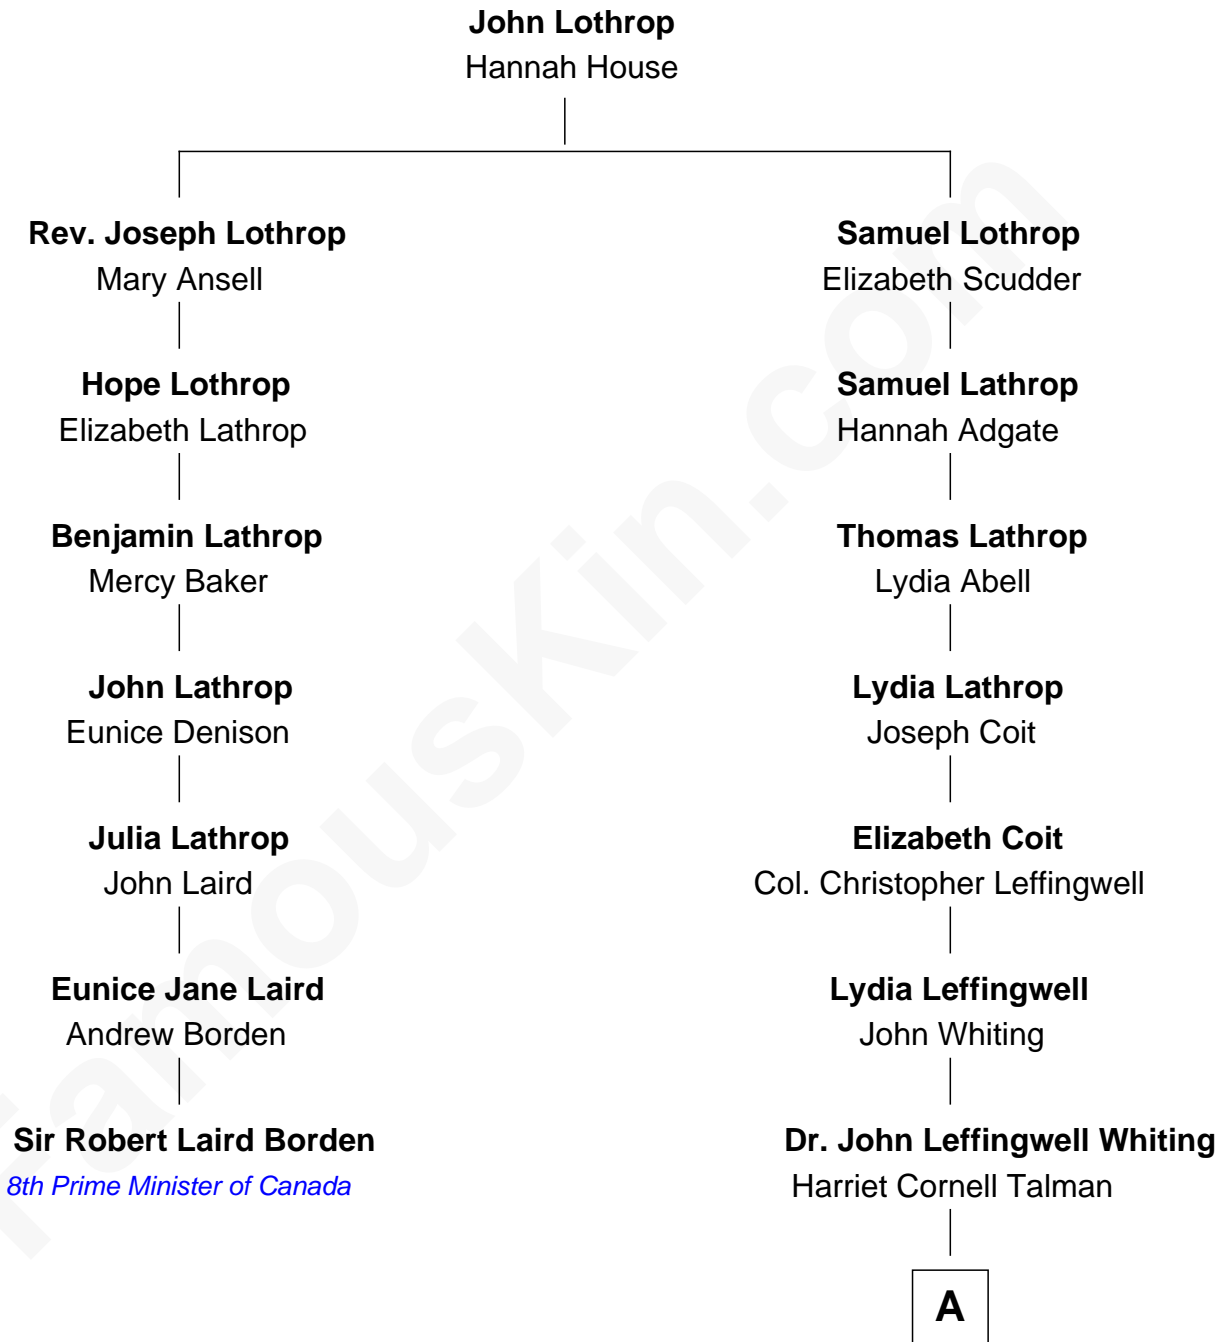 John Lothrop
Hannah House
Rev. Joseph Lothrop
Mary Ansell
Samuel Lothrop
Elizabeth Scudder
Hope Lothrop
Elizabeth Lathrop
Samuel Lathrop
Hannah Adgate
Benjamin Lathrop
Mercy Baker
Thomas Lathrop
Lydia Abell
John Lathrop
Eunice Denison
Lydia Lathrop
Joseph Coit
Julia Lathrop
John Laird
Elizabeth Coit
Col. Christopher Leffingwell
Eunice Jane Laird
Andrew Borden
Lydia Leffingwell
John Whiting
Sir Robert Laird Borden
8th Prime Minister of Canada
Dr. John Leffingwell Whiting
Harriet Cornell Talman
A
FamousKin.com